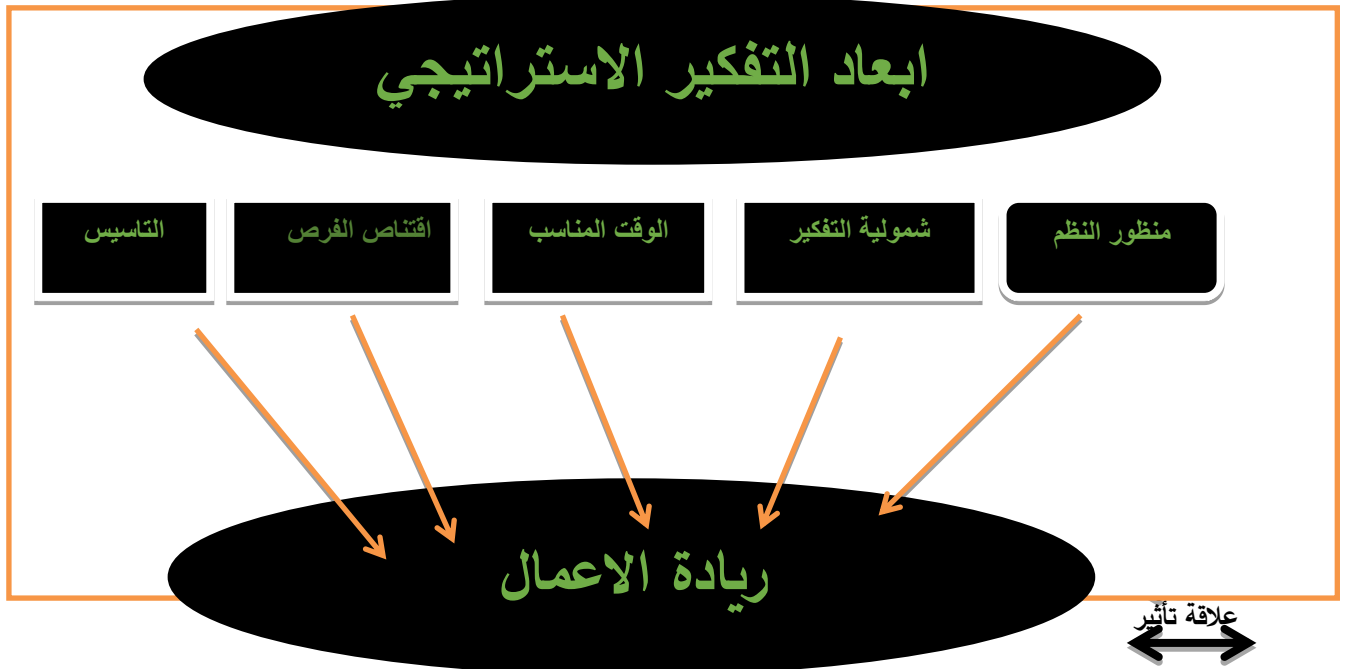 ابعاد التفكير الاستراتيجي
منظور النظم
شمولية التفكير
الوقت المناسب
اقتناص الفرص
التاسيس
ريادة الاعمال
علاقة تأثير